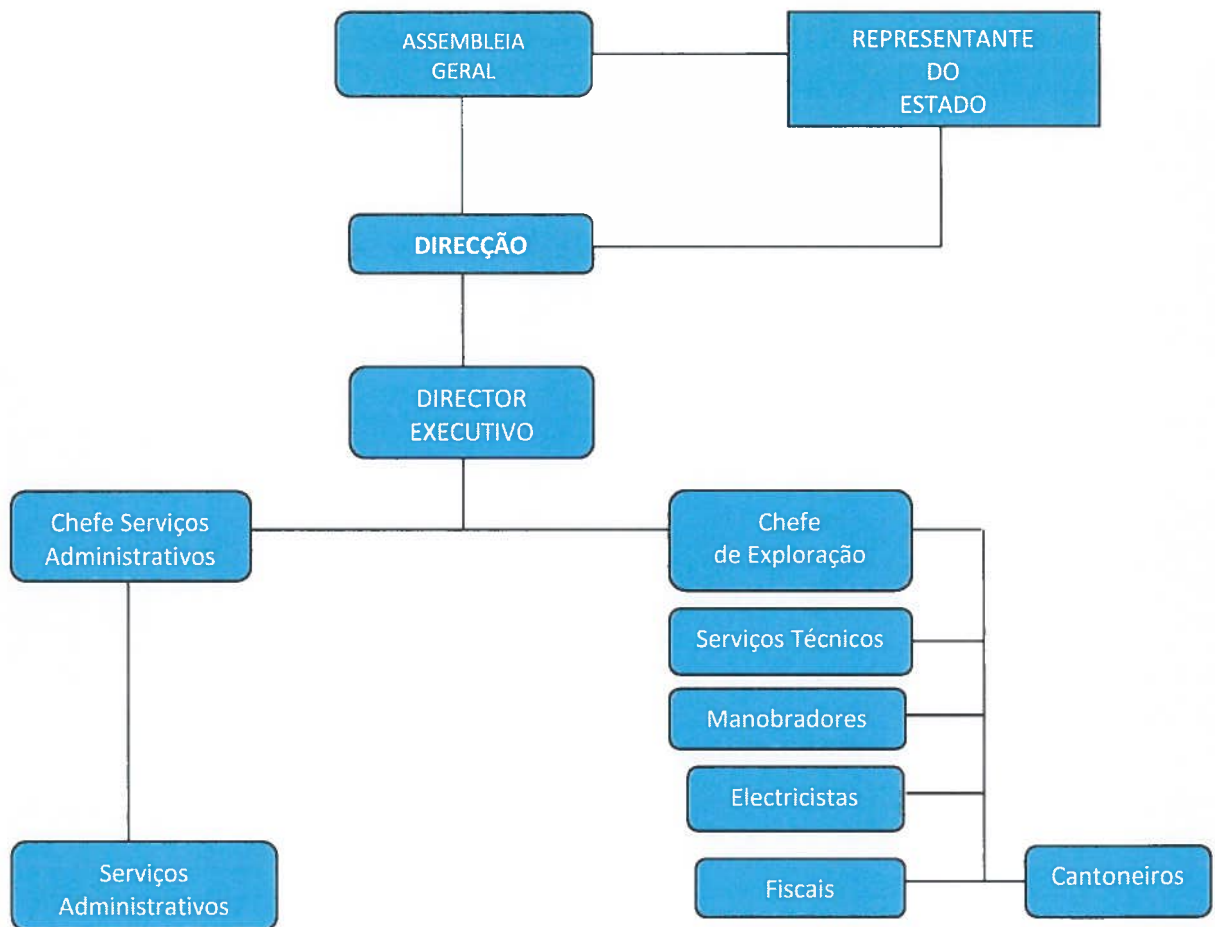 ASSEMBLEIA
GERAL
REPRESENTANTE
DO
ESTADO
DIRECÇÃO
DIRECTOR
EXECUTIVO
Chefe Serviços
Administrativos
Chefe
de Exploração
Serviços Técnicos
Manobradores
Electricistas
Serviços
Administrativos
Fiscais
Cantoneiros